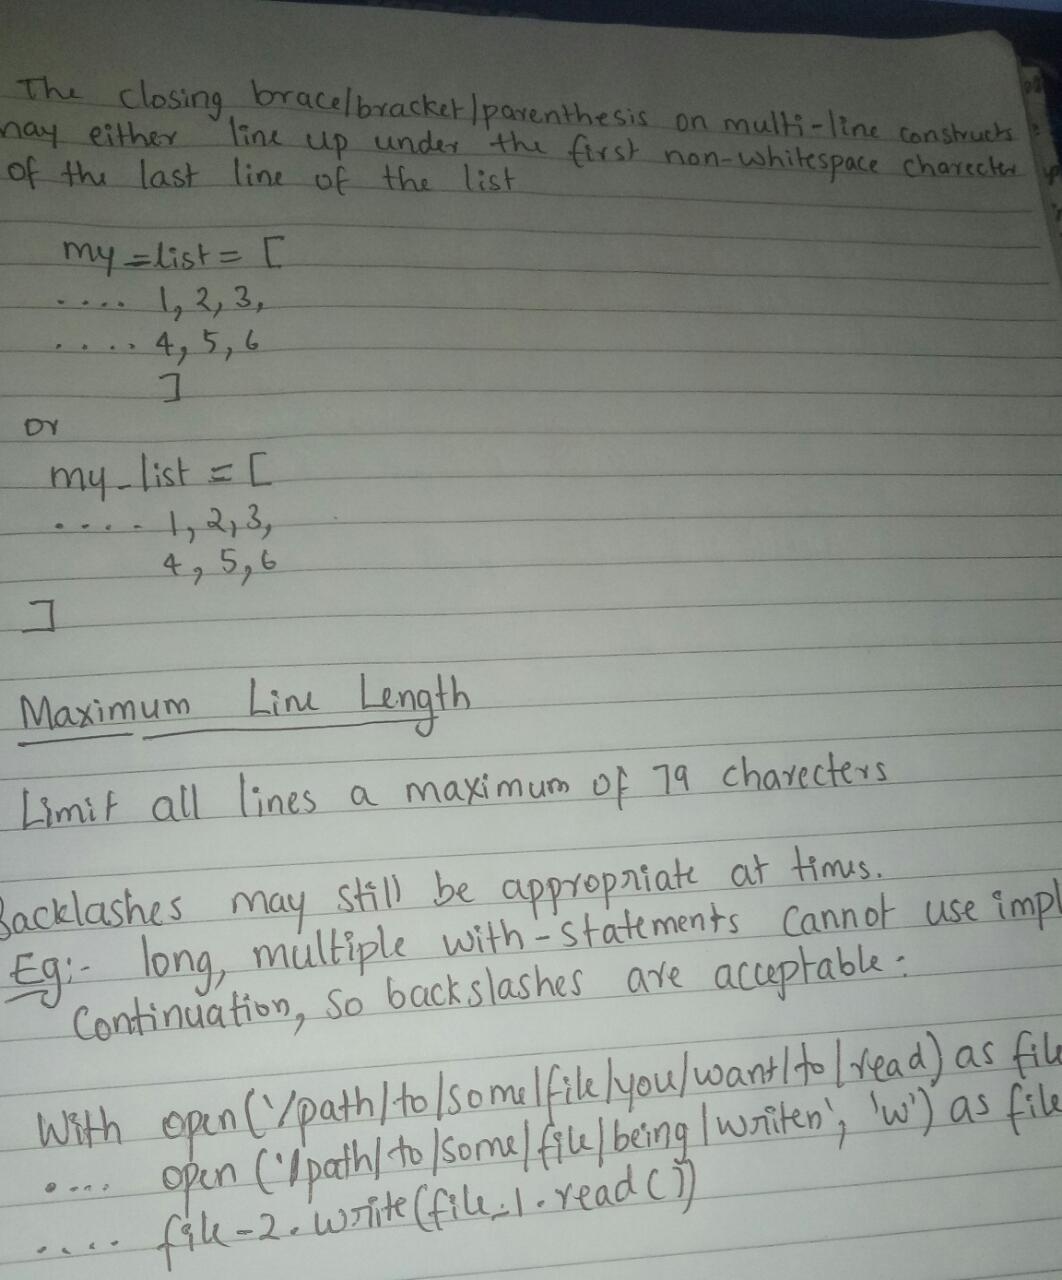 The closing brace/bracket/parenthesis on multi-line constructs
may either line up under the first non-whitespace charecter
of the last line of the list
my=list = [
.... 1, 2, 3,
.... 4, 5, 6
]
or
my_list = [
.... 1, 2, 3,
4, 5, 6
]
Maximum Line Length
Limit all lines a maximum of 79 charecters
Backlashes may still be appropriate at times.
Eg:- long, multiple with-statements cannot use impl
continuation, so backslashes are acceptable:
With open('/path/to/some/file/you/want/to/read) as file
.... open ('/path/to/some/file/being/writen', 'w') as file
.... file-2.write(file_1.read())